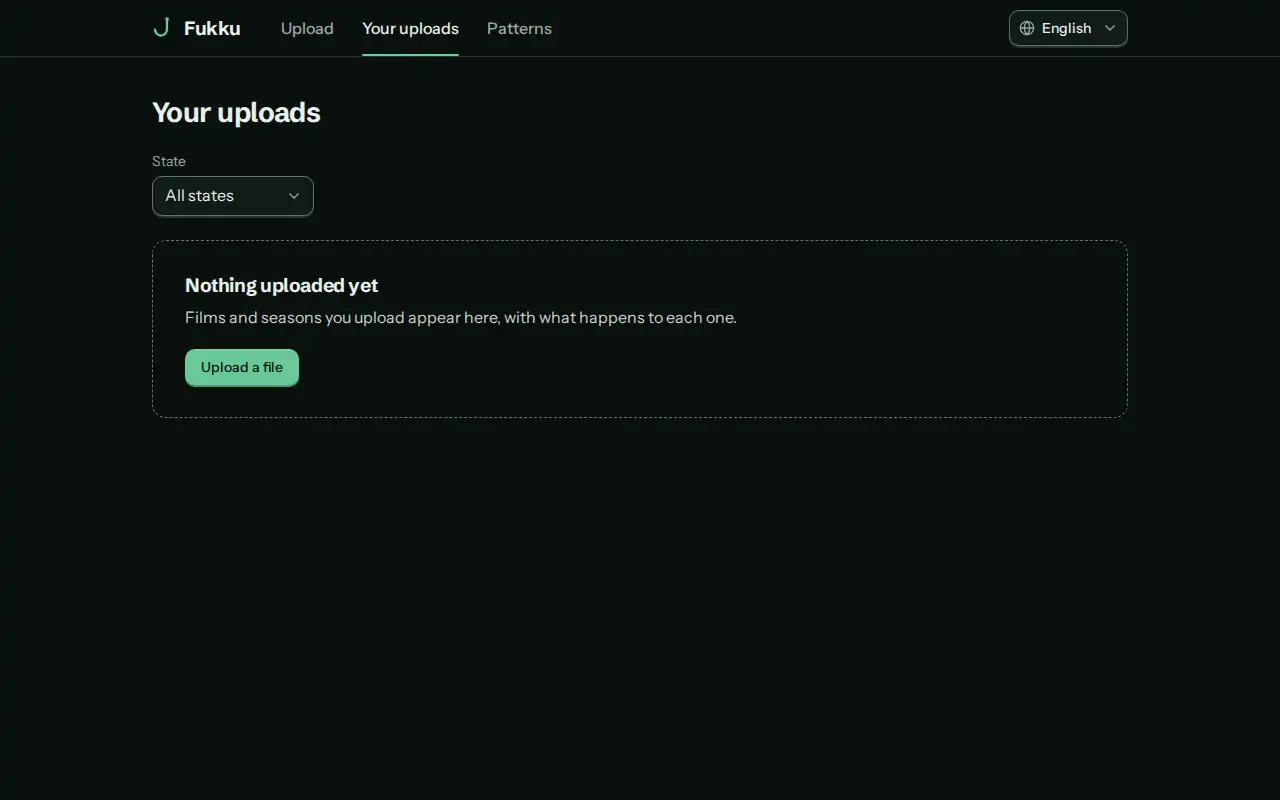 Fukku
Upload
Your uploads
Patterns
English
Your uploads
State
All states
Nothing uploaded yet
Films and seasons you upload appear here, with what happens to each one.
Upload a file